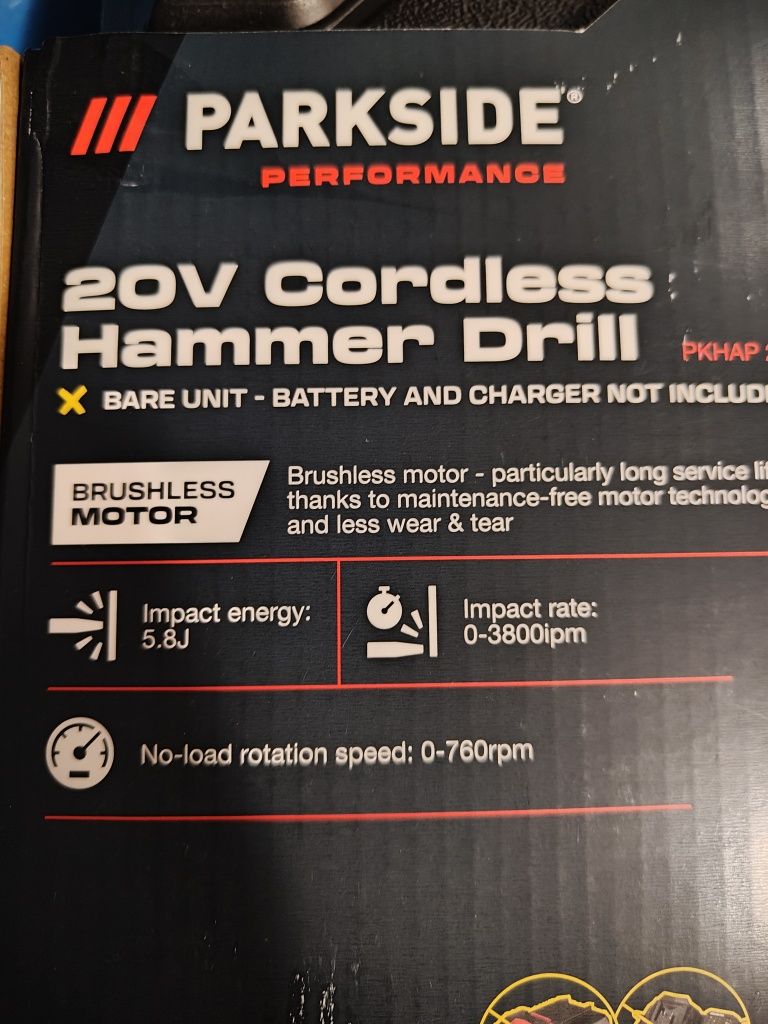 PARKSIDE®
PERFORMANCE
20V Cordless
Hammer Drill PKHAP
BARE UNIT - BATTERY AND CHARGER NOT
BRUSHLESS
MOTOR
Brushless motor - particularly long service
thanks to maintenance-free motor
and less wear & tear
Impact energy:
5.8J
Impact rate:
0-3800ipm
No-load rotation speed: 0-760rpm